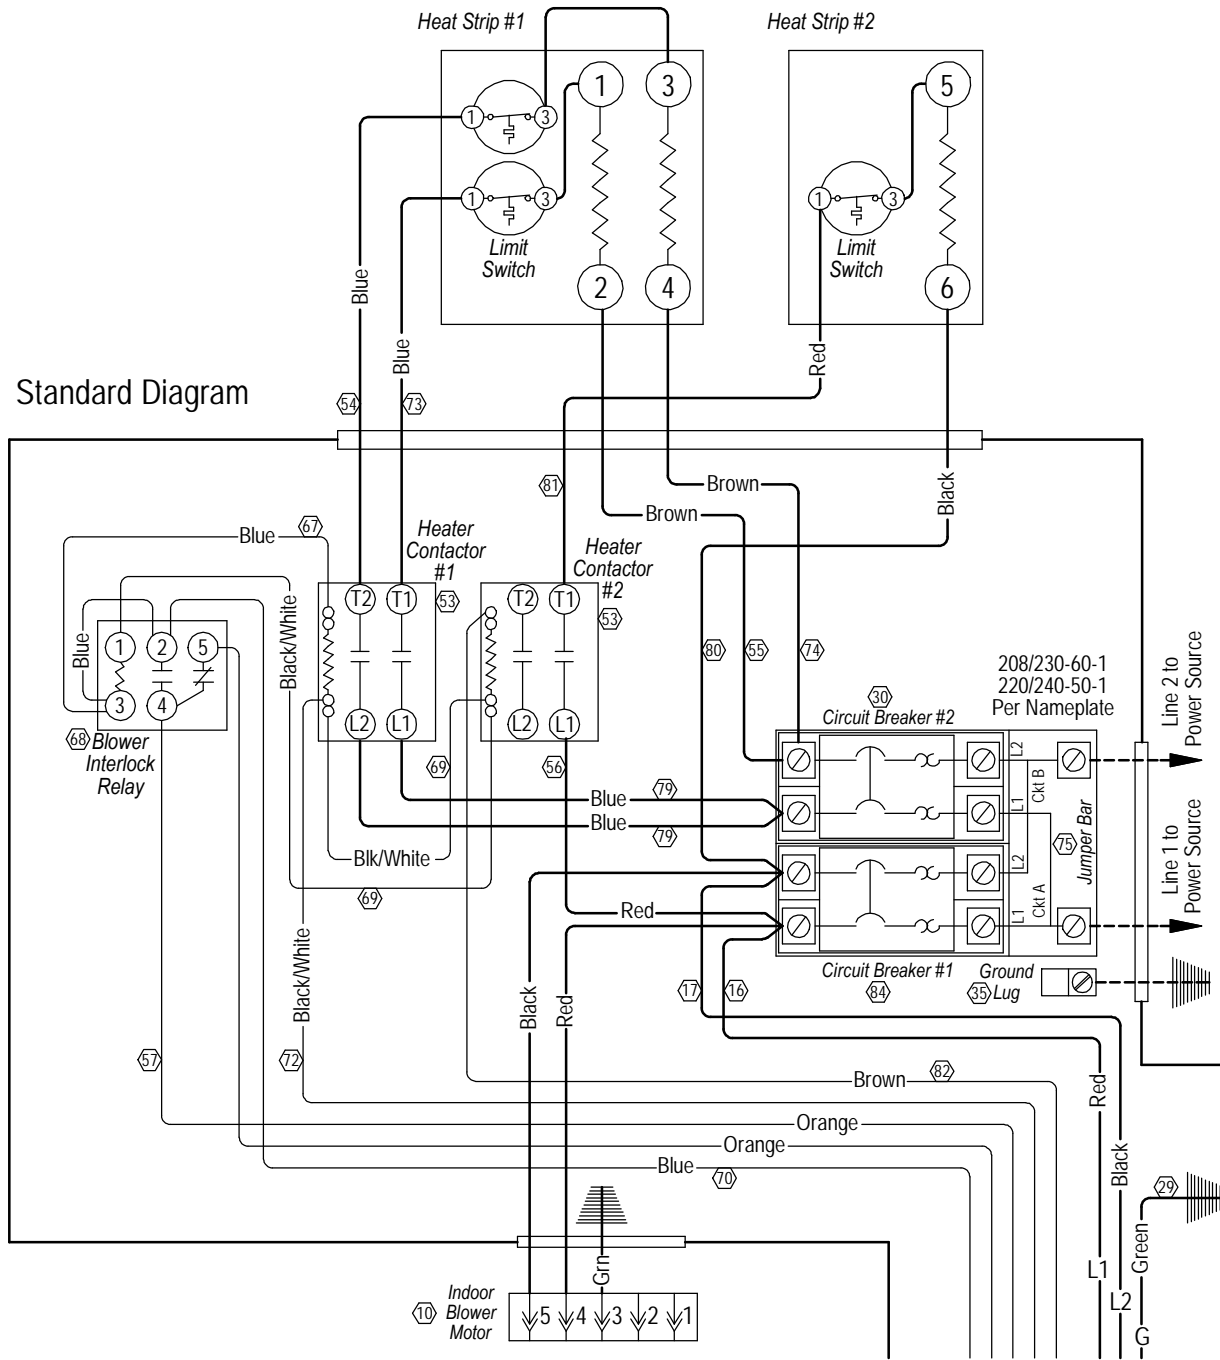 Heat Strip #1
Heat Strip #2
1
3
1
3
1
3
Limit
Switch
2
4
5
1
3
Limit
Switch
6
Blue
Blue
Red
Standard Diagram
54
73
81
Brown
Brown
Black
Blue
67
Heater
Contactor
#1
Heater
Contactor
#2
T2
T1
53
T2
T1
53
Black/White
Blue
1
2
5
3
4
68
Blower
Interlock
Relay
L2
L1
L2
L1
69
56
80
55
74
30
Circuit Breaker #2
208/230-60-1
220/240-50-1
Per Nameplate
Line 2 to
Power Source
L2
Ckt B
L1
Blue
79
Blue
79
75
Jumper Bar
Line 1 to
Power Source
Blk/White
69
L2
Ckt A
L1
Red
Circuit Breaker #1
84
Ground
Lug
35
Black/White
Black
Red
17
16
57
72
Brown
82
Red
Orange
Orange
Blue
70
Black
29
Green
Grn
L1
L2
G
10
Indoor
Blower
Motor
5
4
3
2
1